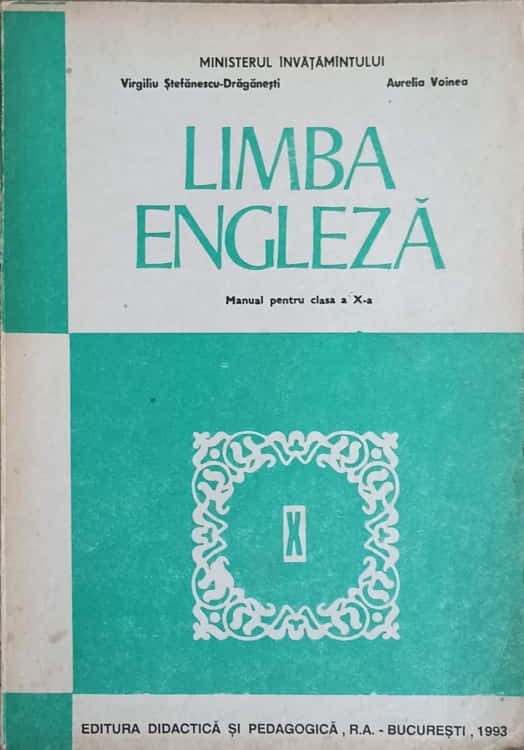 MINISTERUL ÎNVĂȚĂMÎNTULUI
Virgiliu Ștefănescu-Drăgănești Aurelia Voinea
LIMBA
ENGLEZĂ
Manual pentru clasa a X-a
X
EDITURA DIDACTICĂ ȘI PEDAGOGICĂ, R.A. - BUCUREȘTI, 1993